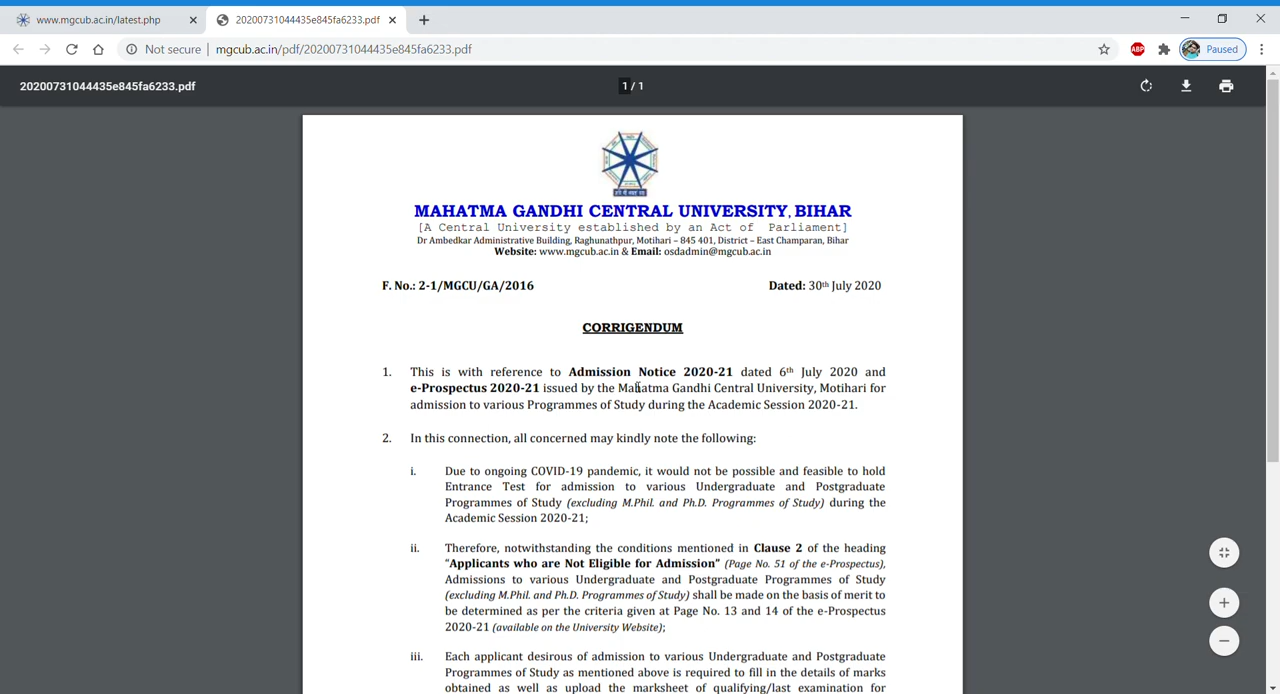 www.mgcub.ac.in/latest.php
20200731044435e845fa6233.pdf
Not secure | mgcub.ac.in/pdf/20200731044435e845fa6233.pdf
ABP
Paused
20200731044435e845fa6233.pdf
1 / 1
MAHATMA GANDHI CENTRAL UNIVERSITY, BIHAR
[A Central University established by an Act of Parliament]
Dr Ambedkar Administrative Building, Raghunathpur, Motihari – 845 401, District – East Champaran, Bihar
Website: www.mgcub.ac.in & Email: osdadmin@mgcub.ac.in
F. No.: 2-1/MGCU/GA/2016 Dated: 30th July 2020
CORRIGENDUM
1. This is with reference to Admission Notice 2020-21 dated 6th July 2020 and
e-Prospectus 2020-21 issued by the Mahatma Gandhi Central University, Motihari for
admission to various Programmes of Study during the Academic Session 2020-21.
2. In this connection, all concerned may kindly note the following:
i. Due to ongoing COVID-19 pandemic, it would not be possible and feasible to hold
Entrance Test for admission to various Undergraduate and Postgraduate
Programmes of Study (excluding M.Phil. and Ph.D. Programmes of Study) during the
Academic Session 2020-21;
ii. Therefore, notwithstanding the conditions mentioned in Clause 2 of the heading
“Applicants who are Not Eligible for Admission” (Page No. 51 of the e-Prospectus),
Admissions to various Undergraduate and Postgraduate Programmes of Study
(excluding M.Phil. and Ph.D. Programmes of Study) shall be made on the basis of merit to
be determined as per the criteria given at Page No. 13 and 14 of the e-Prospectus
2020-21 (available on the University Website);
iii. Each applicant desirous of admission to various Undergraduate and Postgraduate
Programmes of Study as mentioned above is required to fill in the details of marks
obtained as well as upload the marksheet of qualifying/last examination for